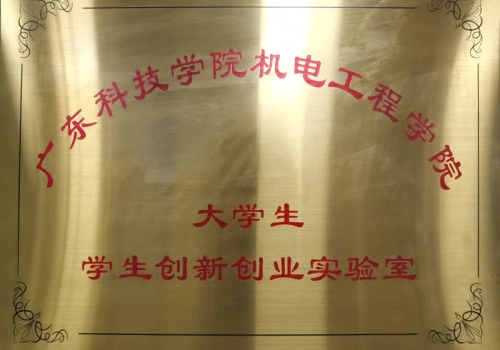 广东科技学院机电工程学院
大学生
学生创新创业实验室